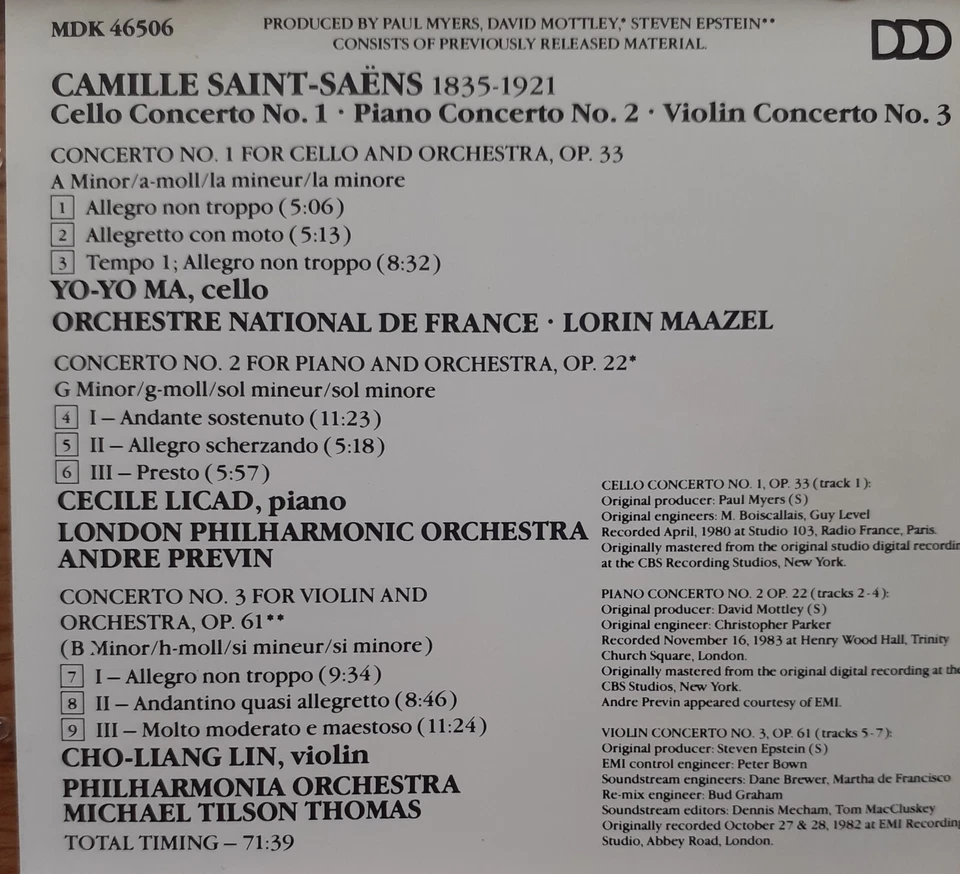 MDK 46506
PRODUCED BY PAUL MYERS, DAVID MOTTLEY,* STEVEN EPSTEIN**
CONSISTS OF PREVIOUSLY RELEASED MATERIAL.
DDD
CAMILLE SAINT-SAËNS 1835-1921
Cello Concerto No. 1 · Piano Concerto No. 2 · Violin Concerto No. 3
CONCERTO NO. 1 FOR CELLO AND ORCHESTRA, OP. 33
A Minor/a-moll/la mineur/la minore
1 Allegro non troppo (5:06)
2 Allegretto con moto (5:13)
3 Tempo 1; Allegro non troppo (8:32)
YO-YO MA, cello
ORCHESTRE NATIONAL DE FRANCE · LORIN MAAZEL
CONCERTO NO. 2 FOR PIANO AND ORCHESTRA, OP. 22*
G Minor/g-moll/sol mineur/sol minore
4 I – Andante sostenuto (11:23)
5 II – Allegro scherzando (5:18)
6 III – Presto (5:57)
CECILE LICAD, piano
LONDON PHILHARMONIC ORCHESTRA
ANDRE PREVIN
CONCERTO NO. 3 FOR VIOLIN AND
ORCHESTRA, OP. 61**
(B Minor/h-moll/si mineur/si minore)
7 I – Allegro non troppo (9:34)
8 II – Andantino quasi allegretto (8:46)
9 III – Molto moderato e maestoso (11:24)
CHO-LIANG LIN, violin
PHILHARMONIA ORCHESTRA
MICHAEL TILSON THOMAS
TOTAL TIMING – 71:39
CELLO CONCERTO NO. 1, OP. 33 (track 1):
Original producer: Paul Myers (S)
Original engineers: M. Boiscallais, Guy Level
Recorded April, 1980 at Studio 103, Radio France, Paris.
Originally mastered from the original studio digital recordin
at the CBS Recording Studios, New York.
PIANO CONCERTO NO. 2 OP. 22 (tracks 2-4):
Original producer: David Mottley (S)
Original engineer: Christopher Parker
Recorded November 16, 1983 at Henry Wood Hall, Trinity
Church Square, London.
Originally mastered from the original digital recording at the
CBS Studios, New York.
Andre Previn appeared courtesy of EMI.
VIOLIN CONCERTO NO. 3, OP. 61 (tracks 5-7):
Original producer: Steven Epstein (S)
EMI control engineer: Peter Bown
Soundstream engineers: Dane Brewer, Martha de Francisco
Re-mix engineer: Bud Graham
Soundstream editors: Dennis Mecham, Tom MacCluskey
Originally recorded October 27 & 28, 1982 at EMI Recording
Studio, Abbey Road, London.